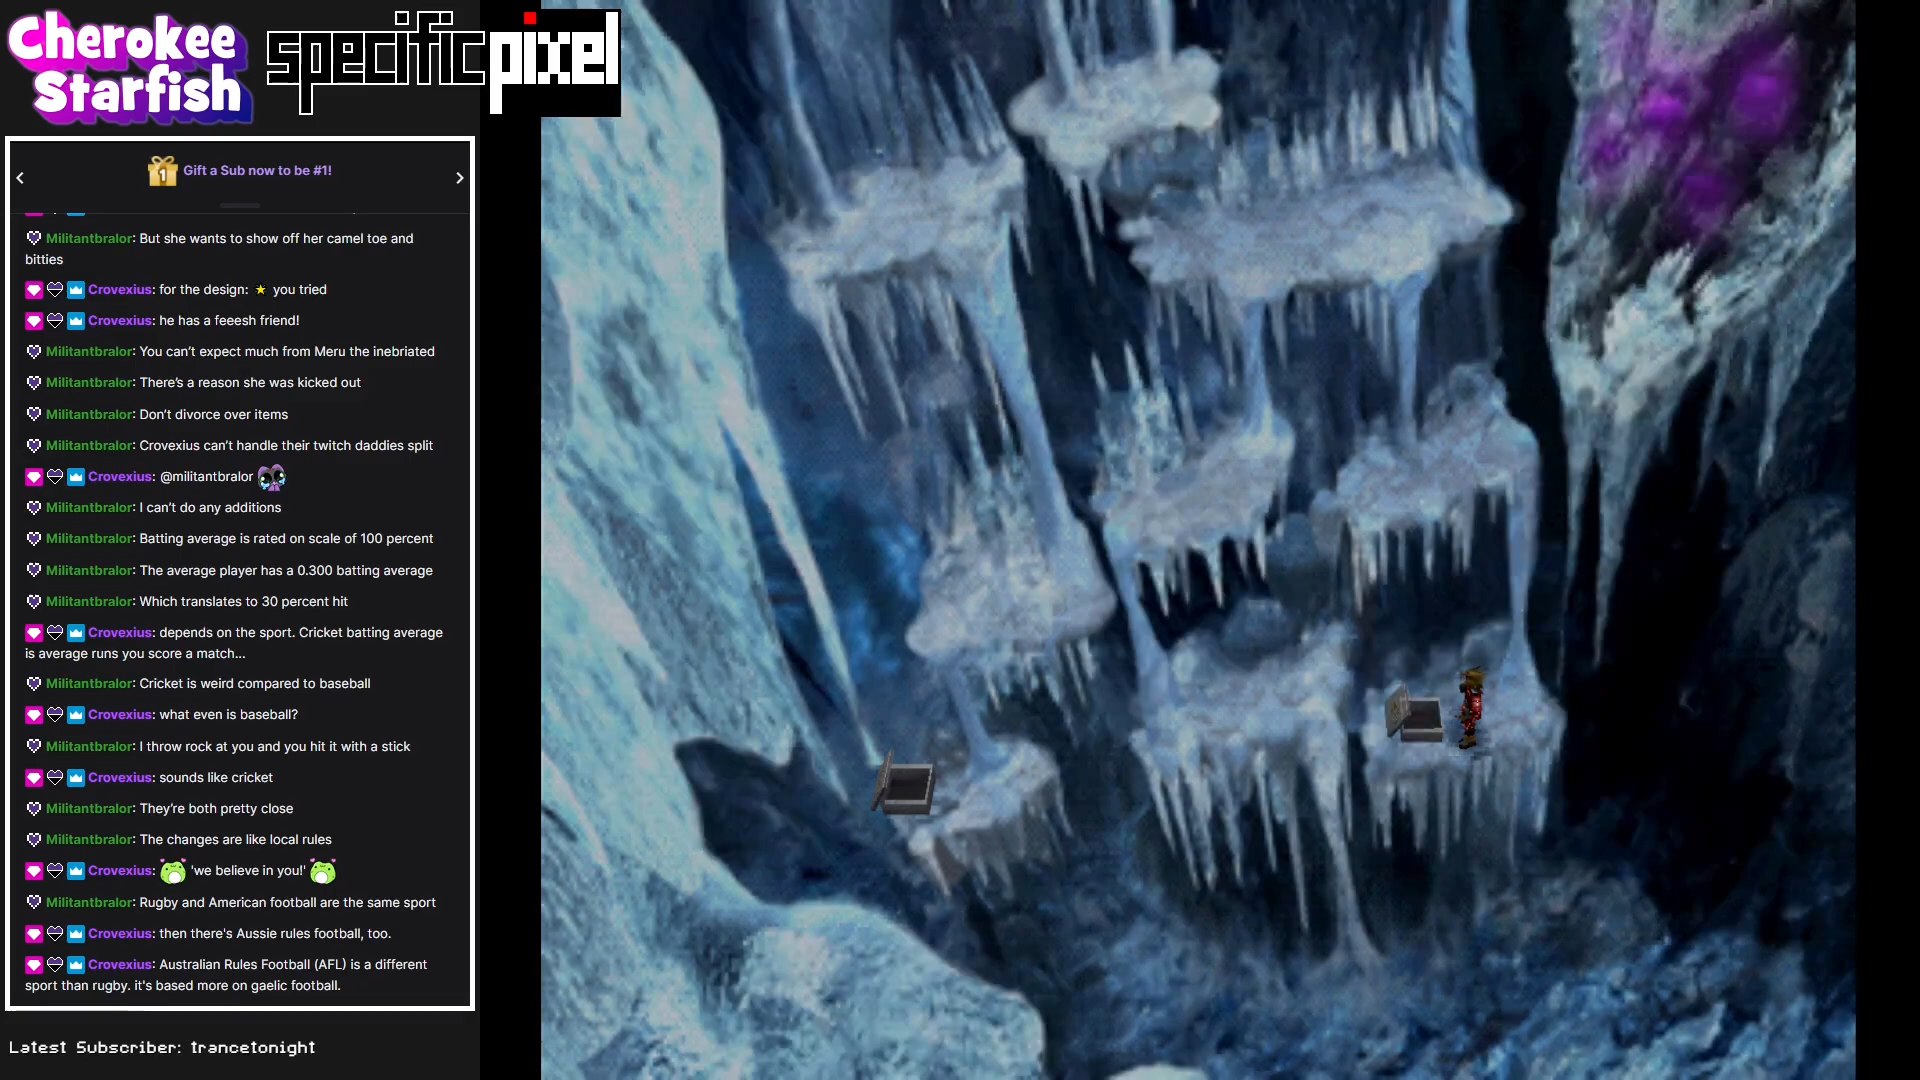 Cherokee
Starfish
specificpixel
1
Gift a Sub now to be #1!
Militantbralor: But she wants to show off her camel toe and
bitties
Crovexius: for the design: you tried
Crovexius: he has a feeesh friend!
Militantbralor: You can’t expect much from Meru the inebriated
Militantbralor: There’s a reason she was kicked out
Militantbralor: Don’t divorce over items
Militantbralor: Crovexius can’t handle their twitch daddies split
Crovexius: @militantbralor
Militantbralor: I can’t do any additions
Militantbralor: Batting average is rated on scale of 100 percent
Militantbralor: The average player has a 0.300 batting average
Militantbralor: Which translates to 30 percent hit
Crovexius: depends on the sport. Cricket batting average
is average runs you score a match...
Militantbralor: Cricket is weird compared to baseball
Crovexius: what even is baseball?
Militantbralor: I throw rock at you and you hit it with a stick
Crovexius: sounds like cricket
Militantbralor: They’re both pretty close
Militantbralor: The changes are like local rules
Crovexius: 'we believe in you!'
Militantbralor: Rugby and American football are the same sport
Crovexius: then there's Aussie rules football, too.
Crovexius: Australian Rules Football (AFL) is a different
sport than rugby. it's based more on gaelic football.
Latest Subscriber: trancetonight